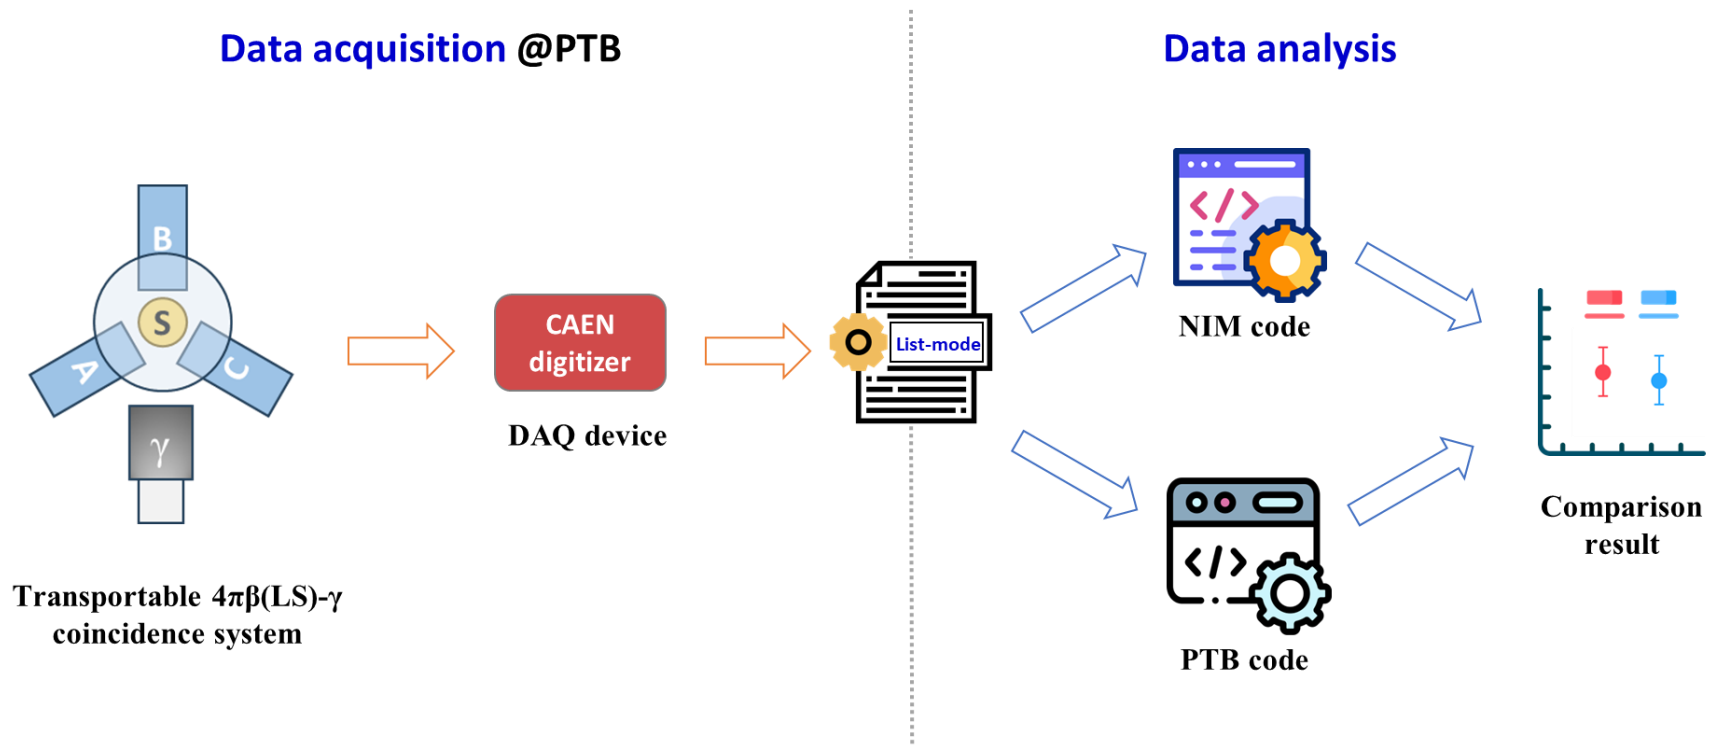 Data acquisition @PTB
Data analysis
B
S
A
C
γ
Transportable 4πβ(LS)-γ
coincidence system
CAEN
digitizer
DAQ device
List-mode
</>
NIM code
</>
PTB code
Comparison
result